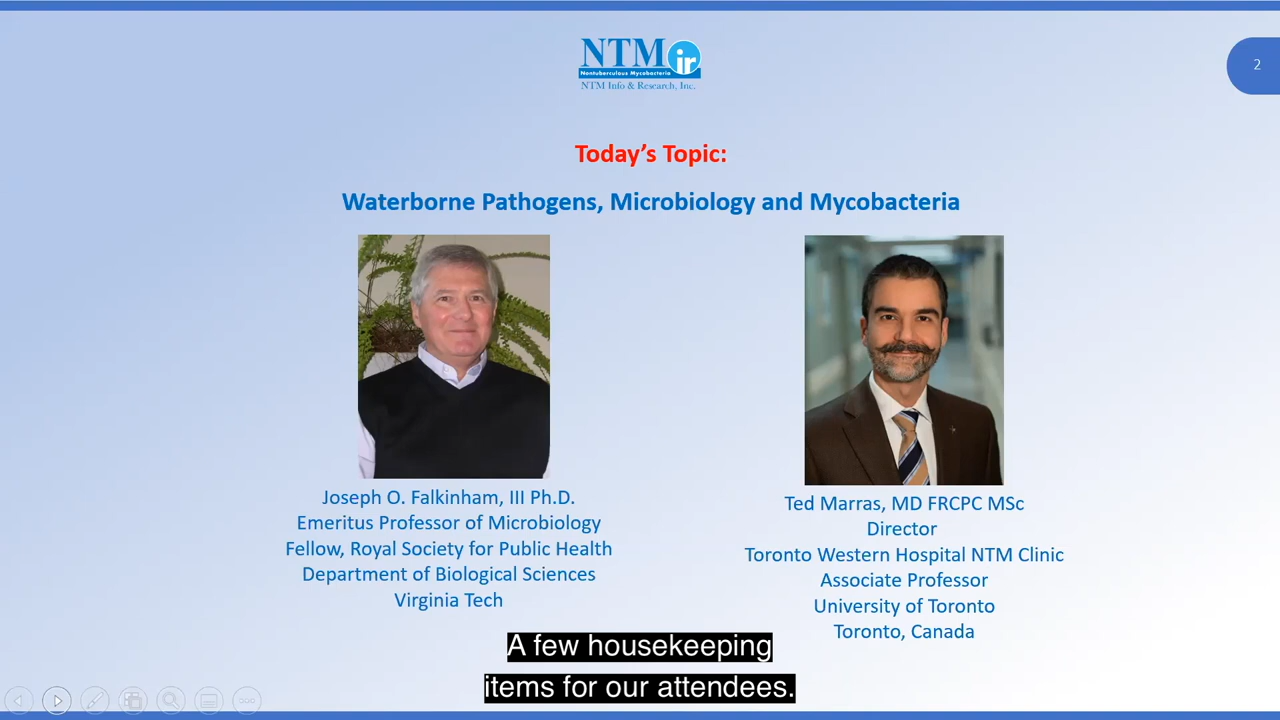 NTMir
Nontuberculous Mycobacteria
NTM Info & Research, Inc.
2
Today's Topic:
Waterborne Pathogens, Microbiology and Mycobacteria
Joseph O. Falkinham, III Ph.D.
Emeritus Professor of Microbiology
Fellow, Royal Society for Public Health
Department of Biological Sciences
Virginia Tech
Ted Marras, MD FRCPC MSc
Director
Toronto Western Hospital NTM Clinic
Associate Professor
University of Toronto
Toronto, Canada
A few housekeeping
items for our attendees.